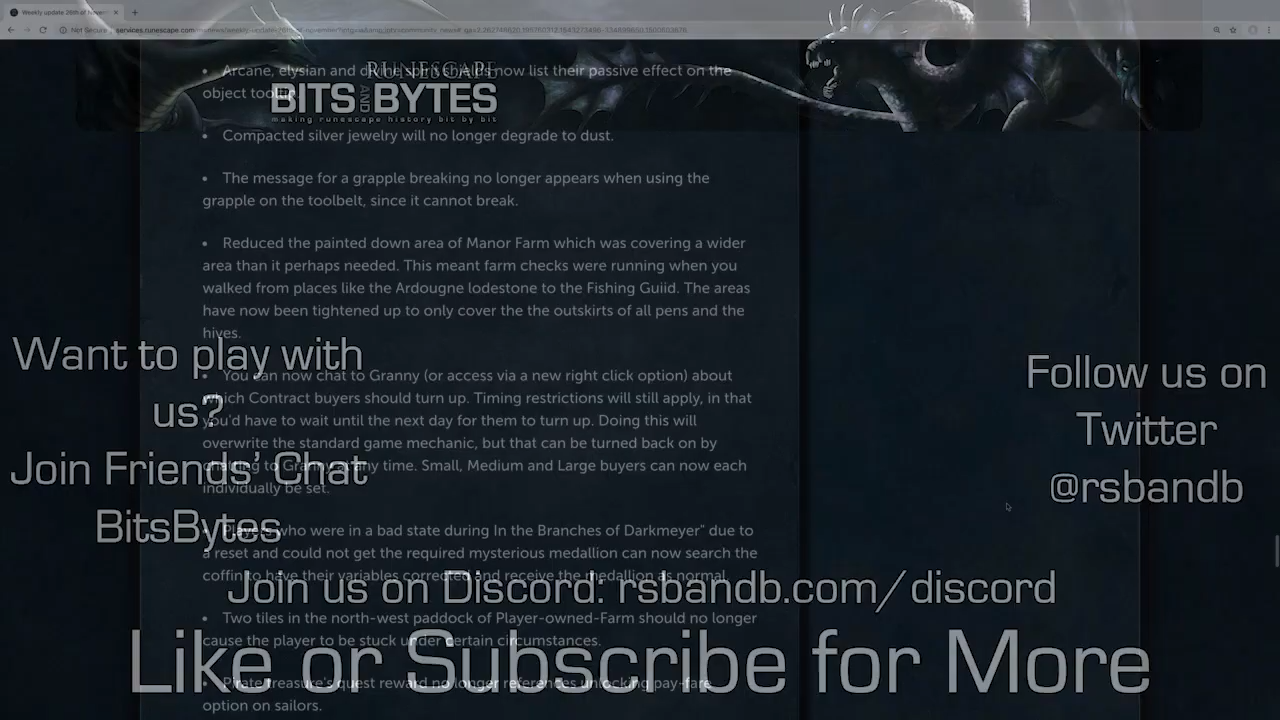 Weekly update 26th of Novem
Not Secure
services.runescape.com
Arcane, elysian and divine spirit shields now list their passive effect on the
object tooltip.
RUNESCAPE
BITS AND BYTES
making runescape history bit by bit
Compacted silver jewelry will no longer degrade to dust.
The message for a grapple breaking no longer appears when using the
grapple on the toolbelt, since it cannot break.
Reduced the painted down area of Manor Farm which was covering a wider
area than it perhaps needed. This meant farm checks were running when you
walked from places like the Ardougne lodestone to the Fishing Guild. The areas
have now been tightened up to only cover the the outskirts of all pens and the
hives.
Want to play with
us?
Join Friends' Chat
BitsBytes
Follow us on
Twitter
@rsbandb
You can now chat to Granny (or access via a new right click option) about
which Contract buyers should turn up. Timing restrictions will still apply, in that
you'd have to wait until the next day for them to turn up. Doing this will
overwrite the standard game mechanic, but that can be turned back on by
chatting to Granny at any time. Small, Medium and Large buyers can now each
individually be set.
Players who were in a bad state during In the Branches of Darkmeyer" due to
a reset and could not get the required mysterious medallion can now search the
coffin to have their variables corrected and receive the medallion as normal.
Join us on Discord: rsbandb.com/discord
Two tiles in the north-west paddock of Player-owned-Farm should no longer
cause the player to be stuck under certain circumstances.
Like or Subscribe for More
Pirate treasure's quest reward no longer references unlocking pay-fare
option on sailors.